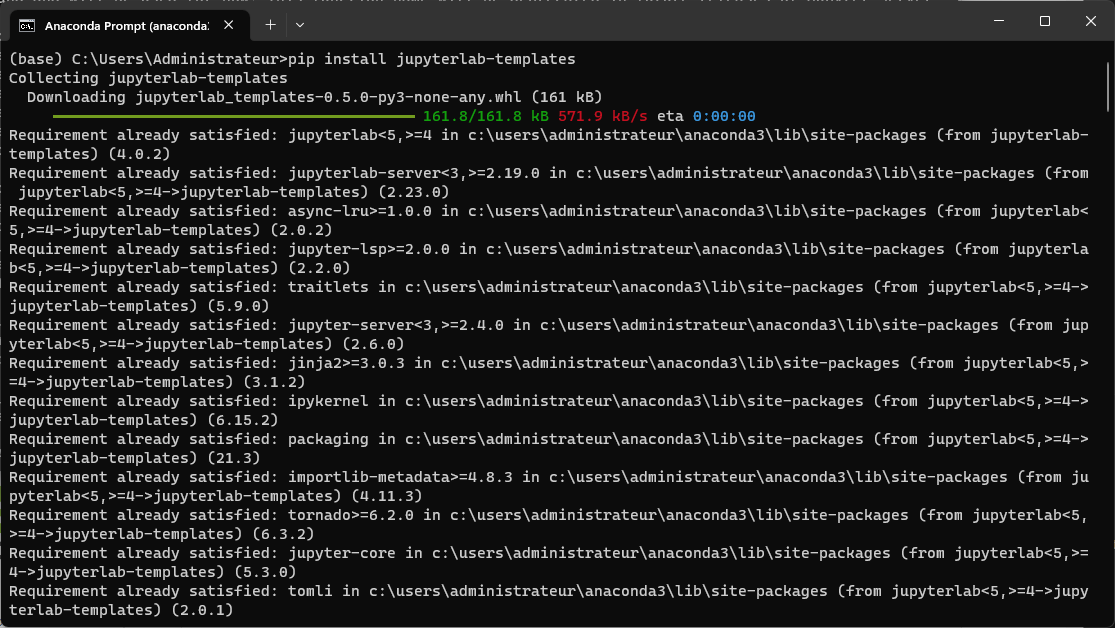 Anaconda Prompt (anaconda
(base) C:\Users\Administrateur>pip install jupyterlab-templates
Collecting jupyterlab-templates
  Downloading jupyterlab_templates-0.5.0-py3-none-any.whl (161 kB)
161.8/161.8 kB 571.9 kB/s eta 0:00:00
Requirement already satisfied: jupyterlab<5,>=4 in c:\users\administrateur\anaconda3\lib\site-packages (from jupyterlab-
templates) (4.0.2)
Requirement already satisfied: jupyterlab-server<3,>=2.19.0 in c:\users\administrateur\anaconda3\lib\site-packages (from
 jupyterlab<5,>=4->jupyterlab-templates) (2.23.0)
Requirement already satisfied: async-lru>=1.0.0 in c:\users\administrateur\anaconda3\lib\site-packages (from jupyterlab<
5,>=4->jupyterlab-templates) (2.0.2)
Requirement already satisfied: jupyter-lsp>=2.0.0 in c:\users\administrateur\anaconda3\lib\site-packages (from jupyterla
b<5,>=4->jupyterlab-templates) (2.2.0)
Requirement already satisfied: traitlets in c:\users\administrateur\anaconda3\lib\site-packages (from jupyterlab<5,>=4->
jupyterlab-templates) (5.9.0)
Requirement already satisfied: jupyter-server<3,>=2.4.0 in c:\users\administrateur\anaconda3\lib\site-packages (from jup
yterlab<5,>=4->jupyterlab-templates) (2.6.0)
Requirement already satisfied: jinja2>=3.0.3 in c:\users\administrateur\anaconda3\lib\site-packages (from jupyterlab<5,>
=4->jupyterlab-templates) (3.1.2)
Requirement already satisfied: ipykernel in c:\users\administrateur\anaconda3\lib\site-packages (from jupyterlab<5,>=4->
jupyterlab-templates) (6.15.2)
Requirement already satisfied: packaging in c:\users\administrateur\anaconda3\lib\site-packages (from jupyterlab<5,>=4->
jupyterlab-templates) (21.3)
Requirement already satisfied: importlib-metadata>=4.8.3 in c:\users\administrateur\anaconda3\lib\site-packages (from ju
pyterlab<5,>=4->jupyterlab-templates) (4.11.3)
Requirement already satisfied: tornado>=6.2.0 in c:\users\administrateur\anaconda3\lib\site-packages (from jupyterlab<5,
>=4->jupyterlab-templates) (6.3.2)
Requirement already satisfied: jupyter-core in c:\users\administrateur\anaconda3\lib\site-packages (from jupyterlab<5,>=
4->jupyterlab-templates) (5.3.0)
Requirement already satisfied: tomli in c:\users\administrateur\anaconda3\lib\site-packages (from jupyterlab<5,>=4->jupy
terlab-templates) (2.0.1)